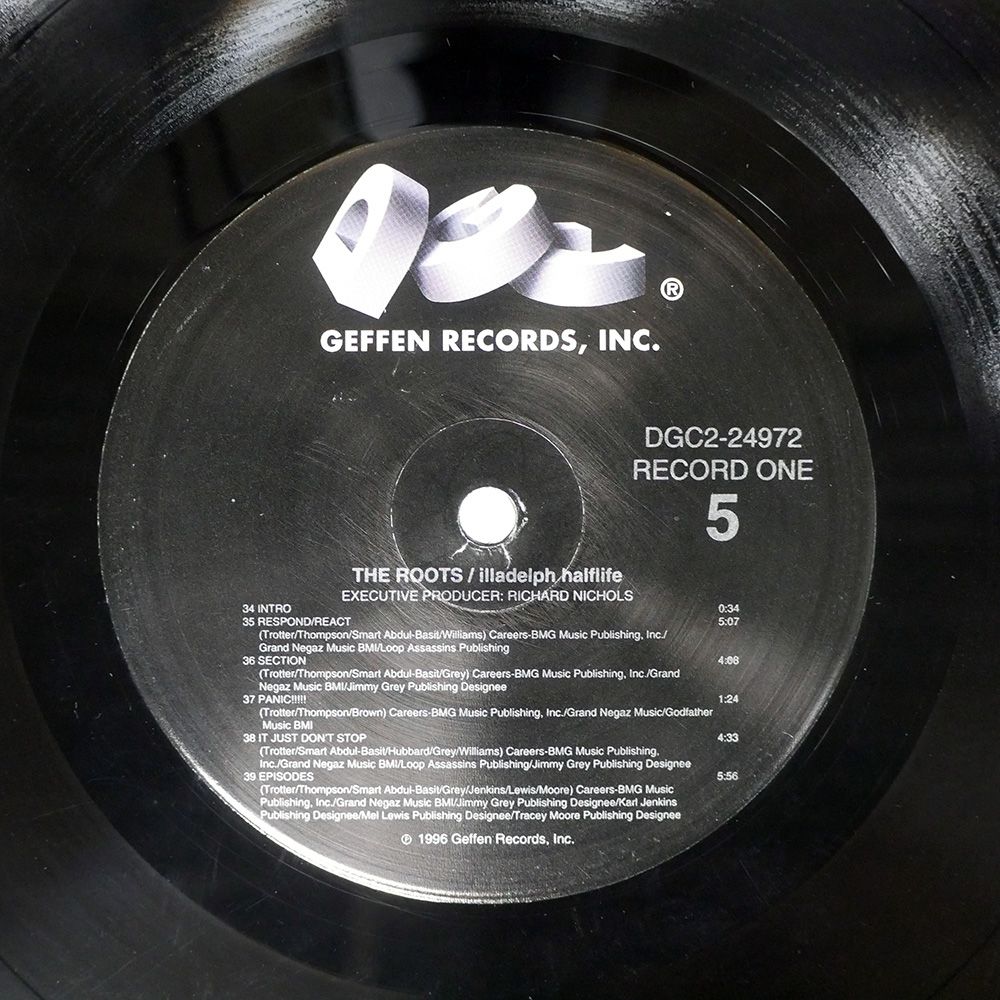 ®
GEFFEN RECORDS, INC.
DGC2-24972
RECORD ONE
5
THE ROOTS / illadelph halflife
EXECUTIVE PRODUCER: RICHARD NICHOLS
34 INTRO 0:34
35 RESPOND/REACT 5:07
(Trotter/Thompson/Smart Abdul-Basit/Williams) Careers-BMG Music Publishing, Inc./
Grand Negaz Music BMI/Loop Assassins Publishing
36 SECTION 4:08
(Trotter/Thompson/Smart Abdul-Basit/Grey) Careers-BMG Music Publishing, Inc./Grand
Negaz Music BMI/Jimmy Grey Publishing Designee
37 PANIC!!!!! 1:24
(Trotter/Thompson/Brown) Careers-BMG Music Publishing, Inc./Grand Negaz Music/Godfather
Music BMI
38 IT JUST DON'T STOP 4:33
(Trotter/Smart Abdul-Basit/Hubbard/Grey/Williams) Careers-BMG Music Publishing,
Inc./Grand Negaz Music BMI/Loop Assassins Publishing/Jimmy Grey Publishing Designee
39 EPISODES 5:56
(Trotter/Thompson/Smart Abdul-Basit/Grey/Jenkins/Lewis/Moore) Careers-BMG Music
Publishing, Inc./Grand Negaz Music BMI/Jimmy Grey Publishing Designee/Karl Jenkins
Publishing Designee/Mel Lewis Publishing Designee/Tracey Moore Publishing Designee
℗ 1996 Geffen Records, Inc.